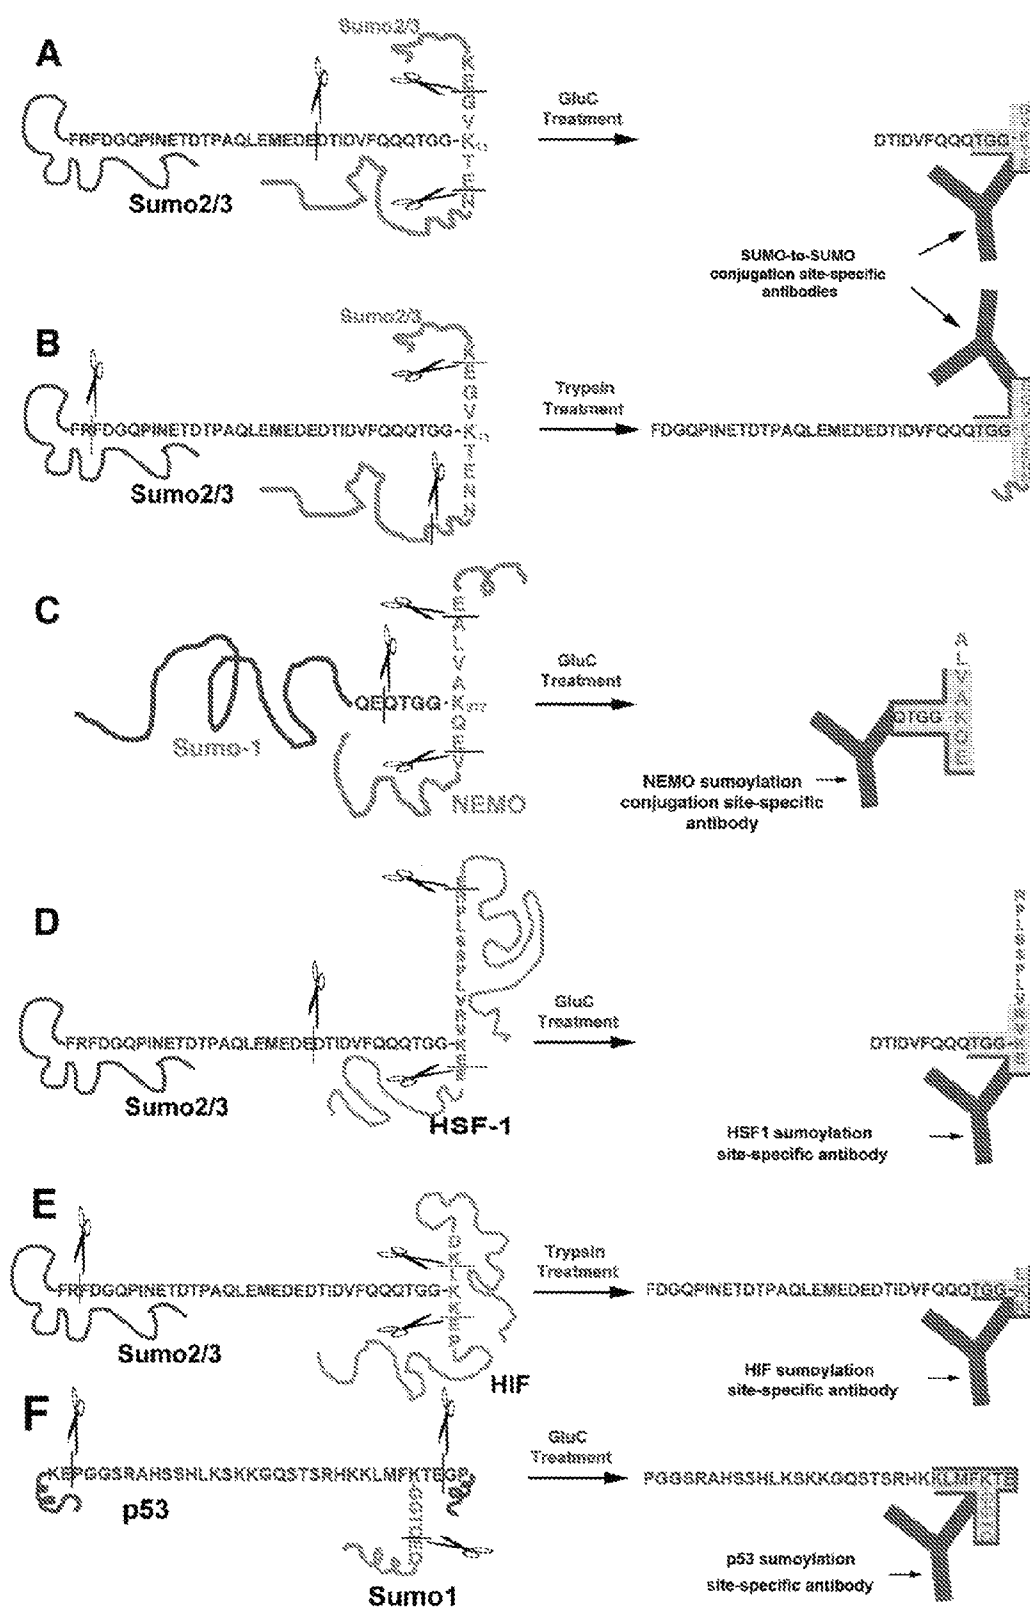 A
Sumo2/3
FRFDGQPINETDTPAQLEMEDEDTIDVFQQQTGG-
Sumo2/3
GluC
Treatment
DTIDVFQQQTGG
SUMO-to-SUMO
conjugation site-specific
antibodies
B
Sumo2/3
FRFDGQPINETDTPAQLEMEDEDTIDVFQQQTGG-
Sumo2/3
KEGVKTENN
Trypsin
Treatment
FDGQPINETDTPAQLEMEDEDTIDVFQQQTGG
C
Sumo-1
QEQTGG-
EALVAKQEV
NEMO
GluC
Treatment
QTGG
ALVAKQE
NEMO sumoylation
conjugation site-specific
antibody
D
FRFDGQPINETDTPAQLEMEDEDTIDVFQQQTGG-
Sumo2/3
HSF-1
GluC
Treatment
DTIDVFQQQTGG-
HSF1 sumoylation
site-specific antibody
E
FRFDGQPINETDTPAQLEMEDEDTIDVFQQQTGG-
Sumo2/3
HIF
Trypsin
Treatment
FDGQPINETDTPAQLEMEDEDTIDVFQQQTGG-
HIF sumoylation
site-specific antibody
F
KEPGGSRAHSSHLKSKKGQSTSRHKKLMFKTEGP
p53
Sumo1
GluC
Treatment
PGGSRAHSSHLKSKKGQSTSRHKKLMFKTE
p53 sumoylation
site-specific antibody